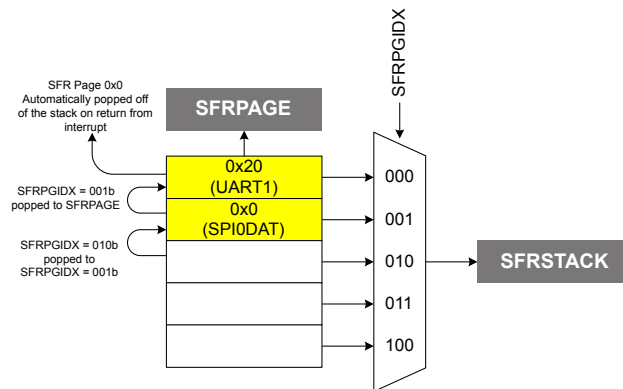 SFR Page 0x0
Automatically popped off
of the stack on return from
interrupt
SFRPAGE
SFRPGIDX
0x20
(UART1)
000
SFRPGIDX = 001b
popped to SFRPAGE
0x0
(SPI0DAT)
001
SFRPGIDX = 010b
popped to
SFRPGIDX = 001b
010
SFRSTACK
011
100